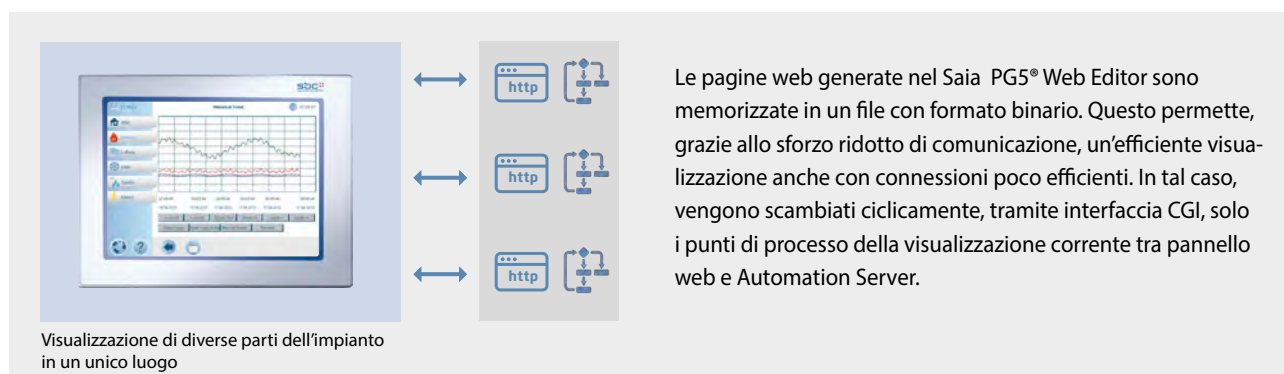 sbc
Historical Trend
http
http
http
Visualizzazione di diverse parti dell'impianto
in un unico luogo
Le pagine web generate nel Saia PG5® Web Editor sono
memorizzate in un file con formato binario. Questo permette,
grazie allo sforzo ridotto di comunicazione, un'efficiente visua-
lizzazione anche con connessioni poco efficienti. In tal caso,
vengono scambiati ciclicamente, tramite interfaccia CGI, solo
i punti di processo della visualizzazione corrente tra pannello
web e Automation Server.